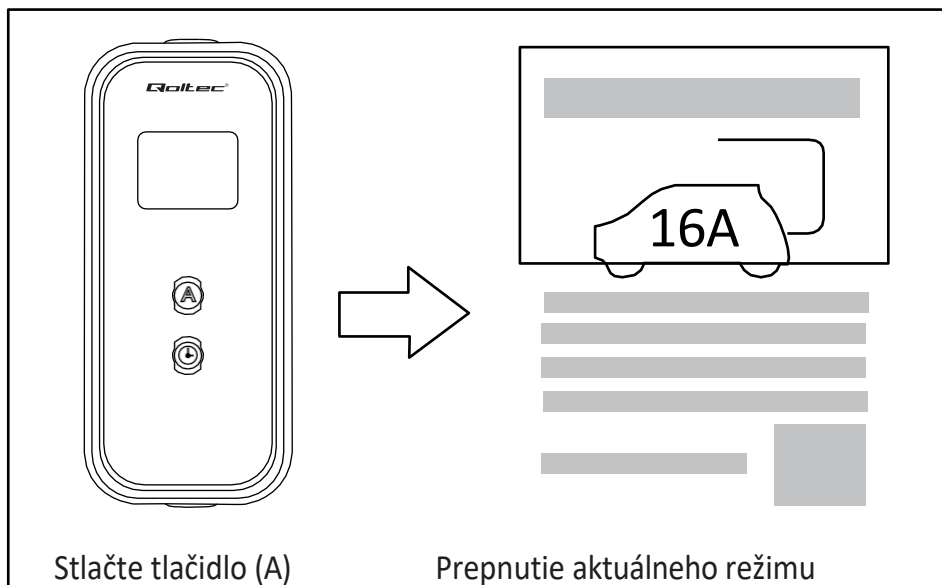 Qoltec®
A
16A
Stlačte tlačidlo (A)
Prepnutie aktuálneho režimu